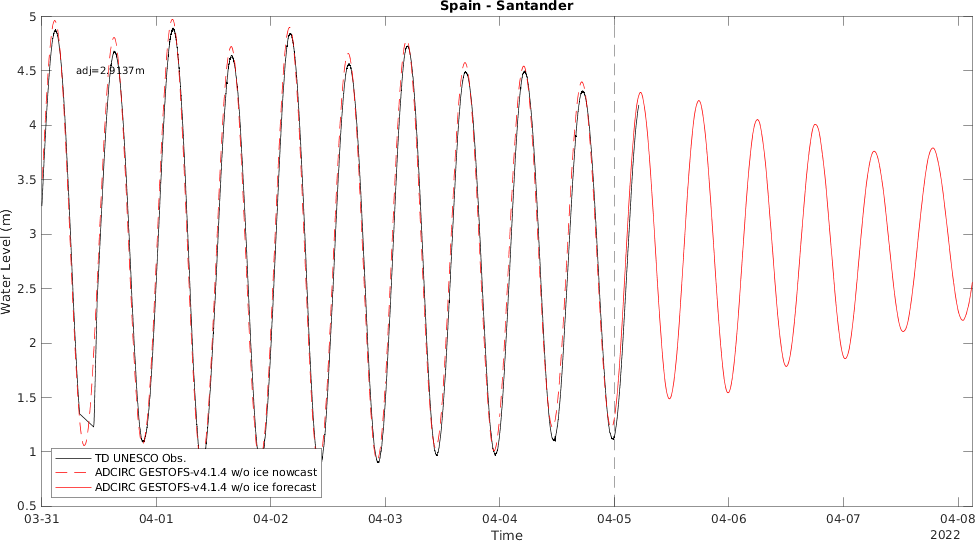 Spain - Santander
5
4.5
4
3.5
3
2.5
2
1.5
1
0.5
Water Level (m)
adj=2.9137m
TD UNESCO Obs.
ADCIRC GESTOFS-v4.1.4 w/o ice nowcast
ADCIRC GESTOFS-v4.1.4 w/o ice forecast
03-31 04-01 04-02 04-03 04-04 04-05 04-06 04-07 04-08
Time
2022